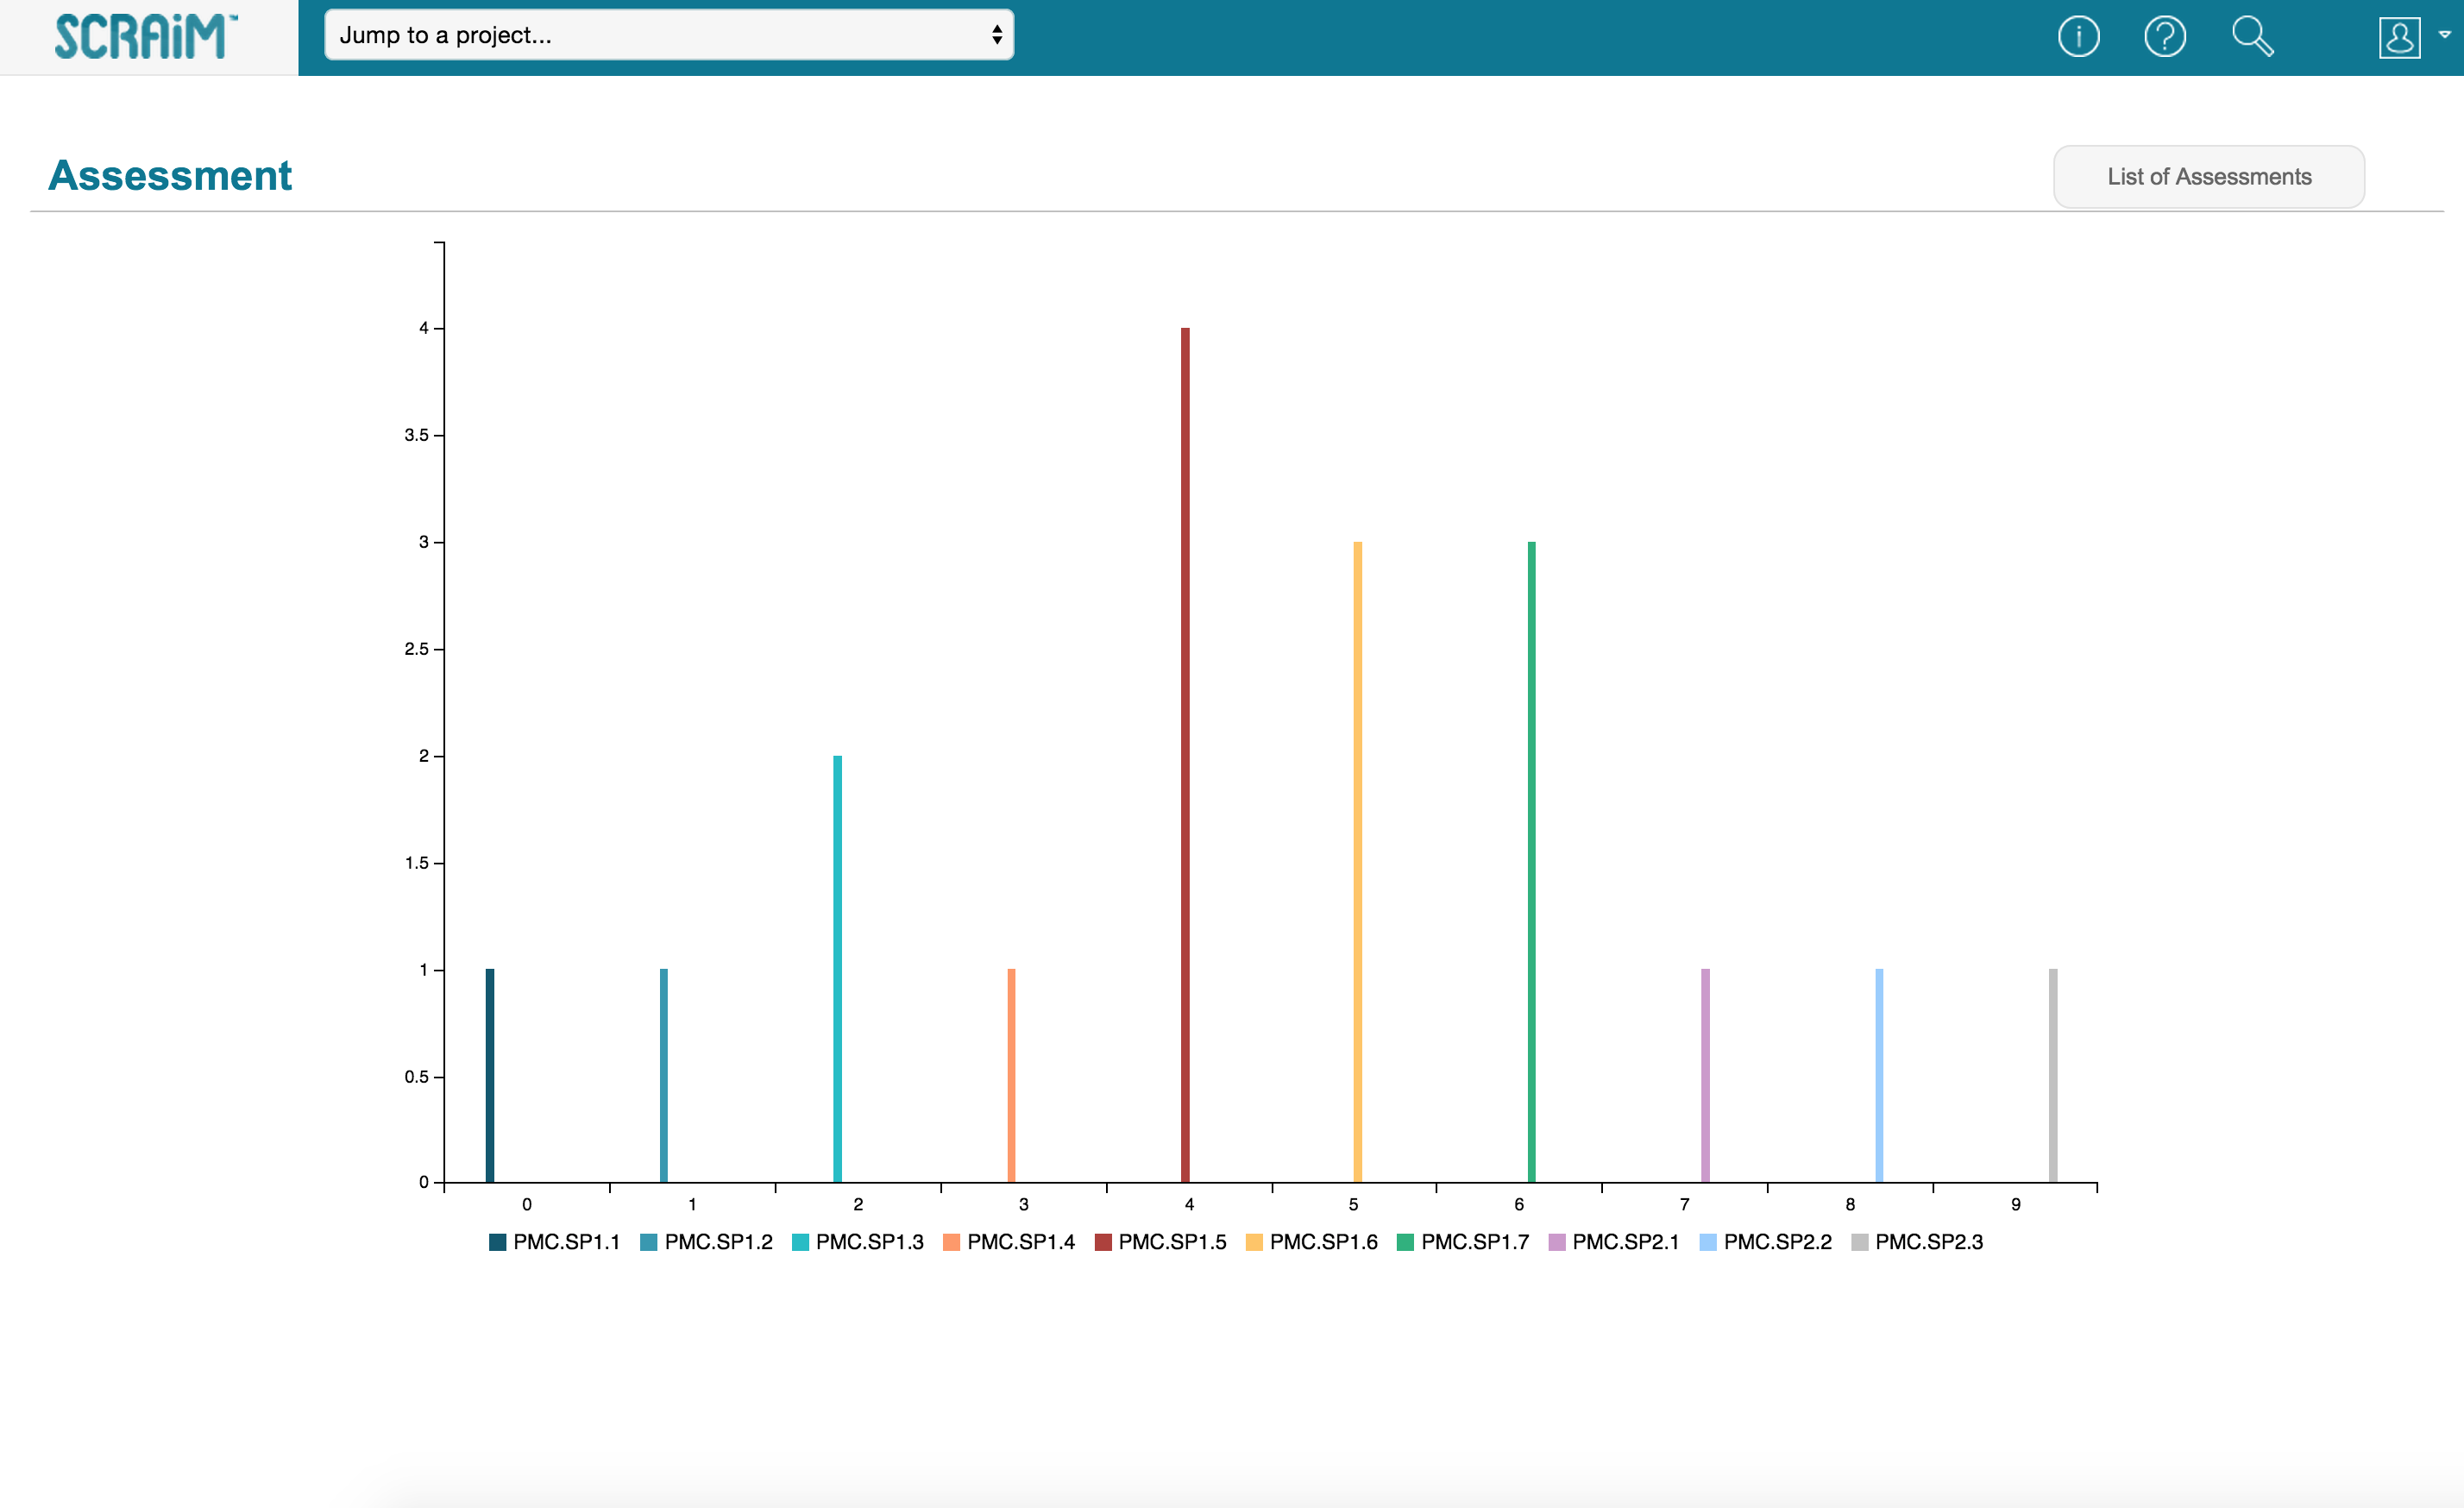 SCRAiM™
Jump to a project...
Assessment
List of Assessments
4
3.5
3
2.5
2
1.5
1
0.5
0
0 1 2 3 4 5 6 7 8 9
PMC.SP1.1 PMC.SP1.2 PMC.SP1.3 PMC.SP1.4 PMC.SP1.5 PMC.SP1.6 PMC.SP1.7 PMC.SP2.1 PMC.SP2.2 PMC.SP2.3